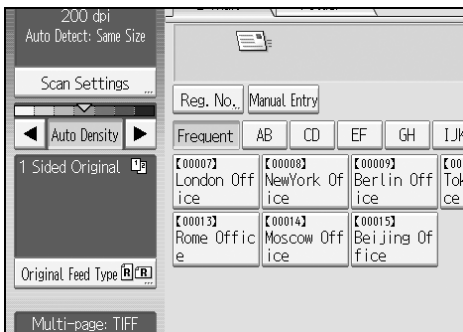 200 dpi
Auto Detect: Same Size
Scan Settings
Auto Density
1 Sided Original
Original Feed Type
Multi-page: TIFF
Reg. No.
Manual Entry
Frequent
AB
CD
EF
GH
IJK
【00007】
London Off
ice
【00008】
NewYork Of
ice
【00009】
Berlin Off
ice
【00013】
Rome Offic
e
【00014】
Moscow Off
ice
【00015】
Beijing Of
fice